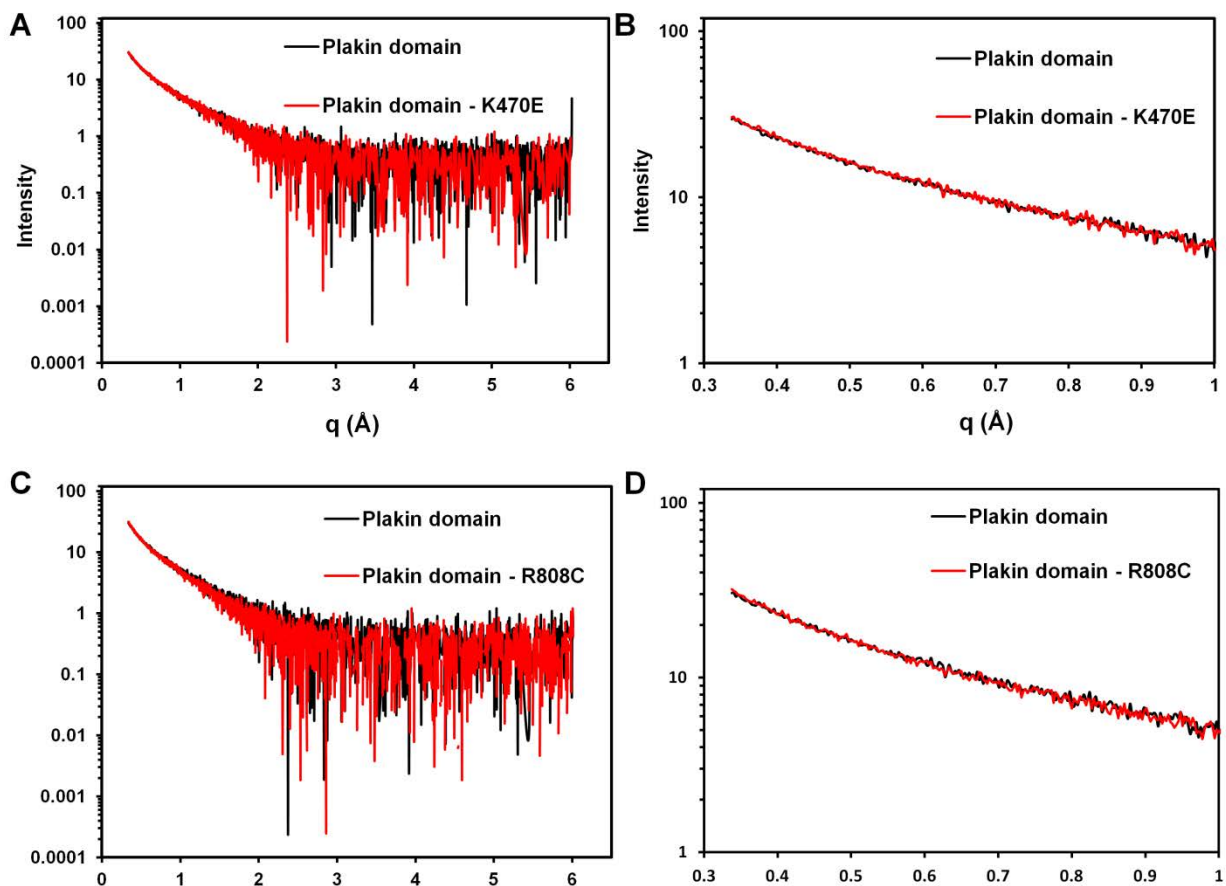 A
100
10
1
0.1
0.01
0.001
0.0001
Intensity
Plakin domain
Plakin domain - K470E
0 1 2 3 4 5 6
q (Å)
B
100
10
1
Intensity
Plakin domain
Plakin domain - K470E
0.3 0.4 0.5 0.6 0.7 0.8 0.9 1
q (Å)
C
100
10
1
0.1
0.01
0.001
0.0001
Plakin domain
Plakin domain - R808C
0 1 2 3 4 5 6
D
100
10
1
Plakin domain
Plakin domain - R808C
0.3 0.4 0.5 0.6 0.7 0.8 0.9 1